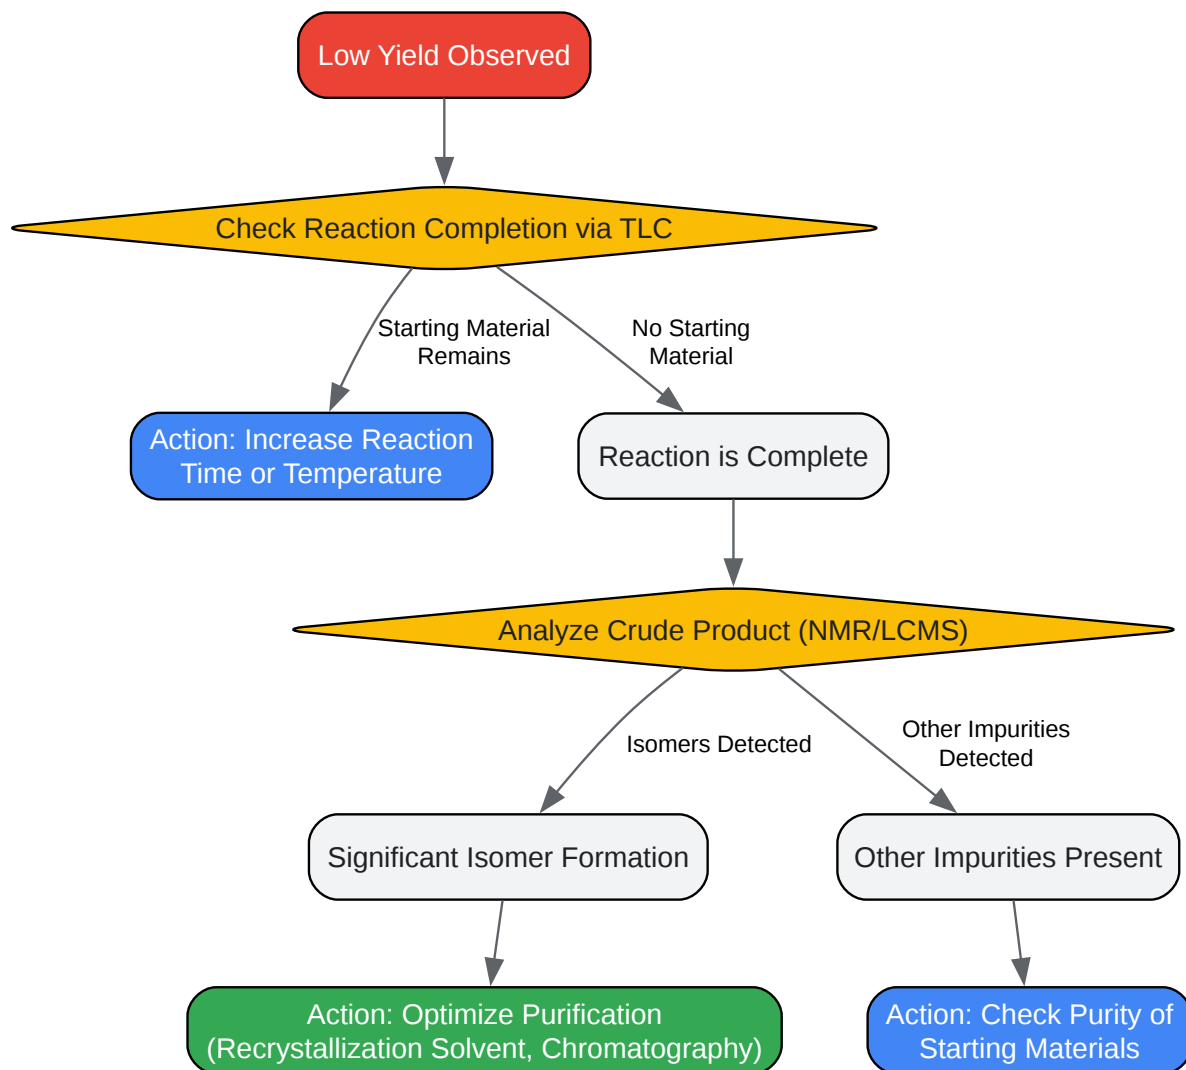 Low Yield Observed
Check Reaction Completion via TLC
Starting Material
Remains
No Starting
Material
Action: Increase Reaction
Time or Temperature
Reaction is Complete
Analyze Crude Product (NMR/LCMS)
Isomers Detected
Other Impurities
Detected
Significant Isomer Formation
Other Impurities Present
Action: Optimize Purification
(Recrystallization Solvent, Chromatography)
Action: Check Purity of
Starting Materials